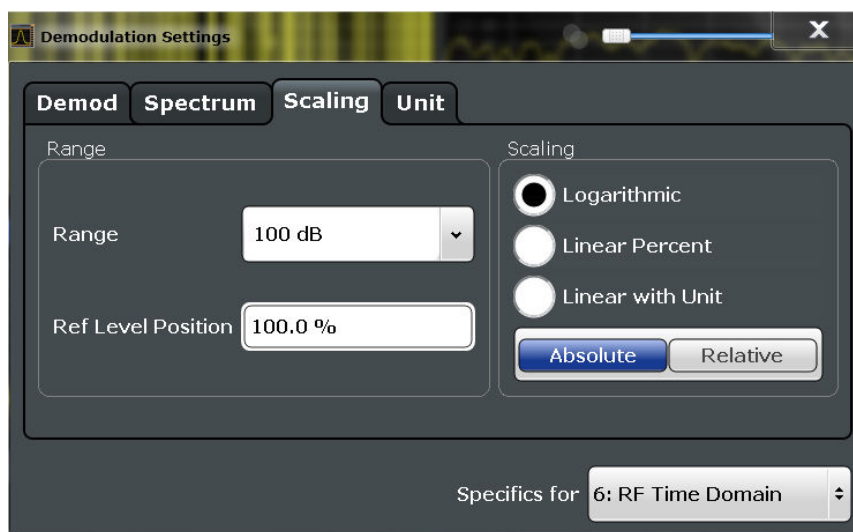 Demodulation Settings
X
Demod Spectrum Scaling Unit
Range
Range 100 dB
Ref Level Position 100.0 %
Scaling
Logarithmic
Linear Percent
Linear with Unit
Absolute Relative
Specifics for 6: RF Time Domain